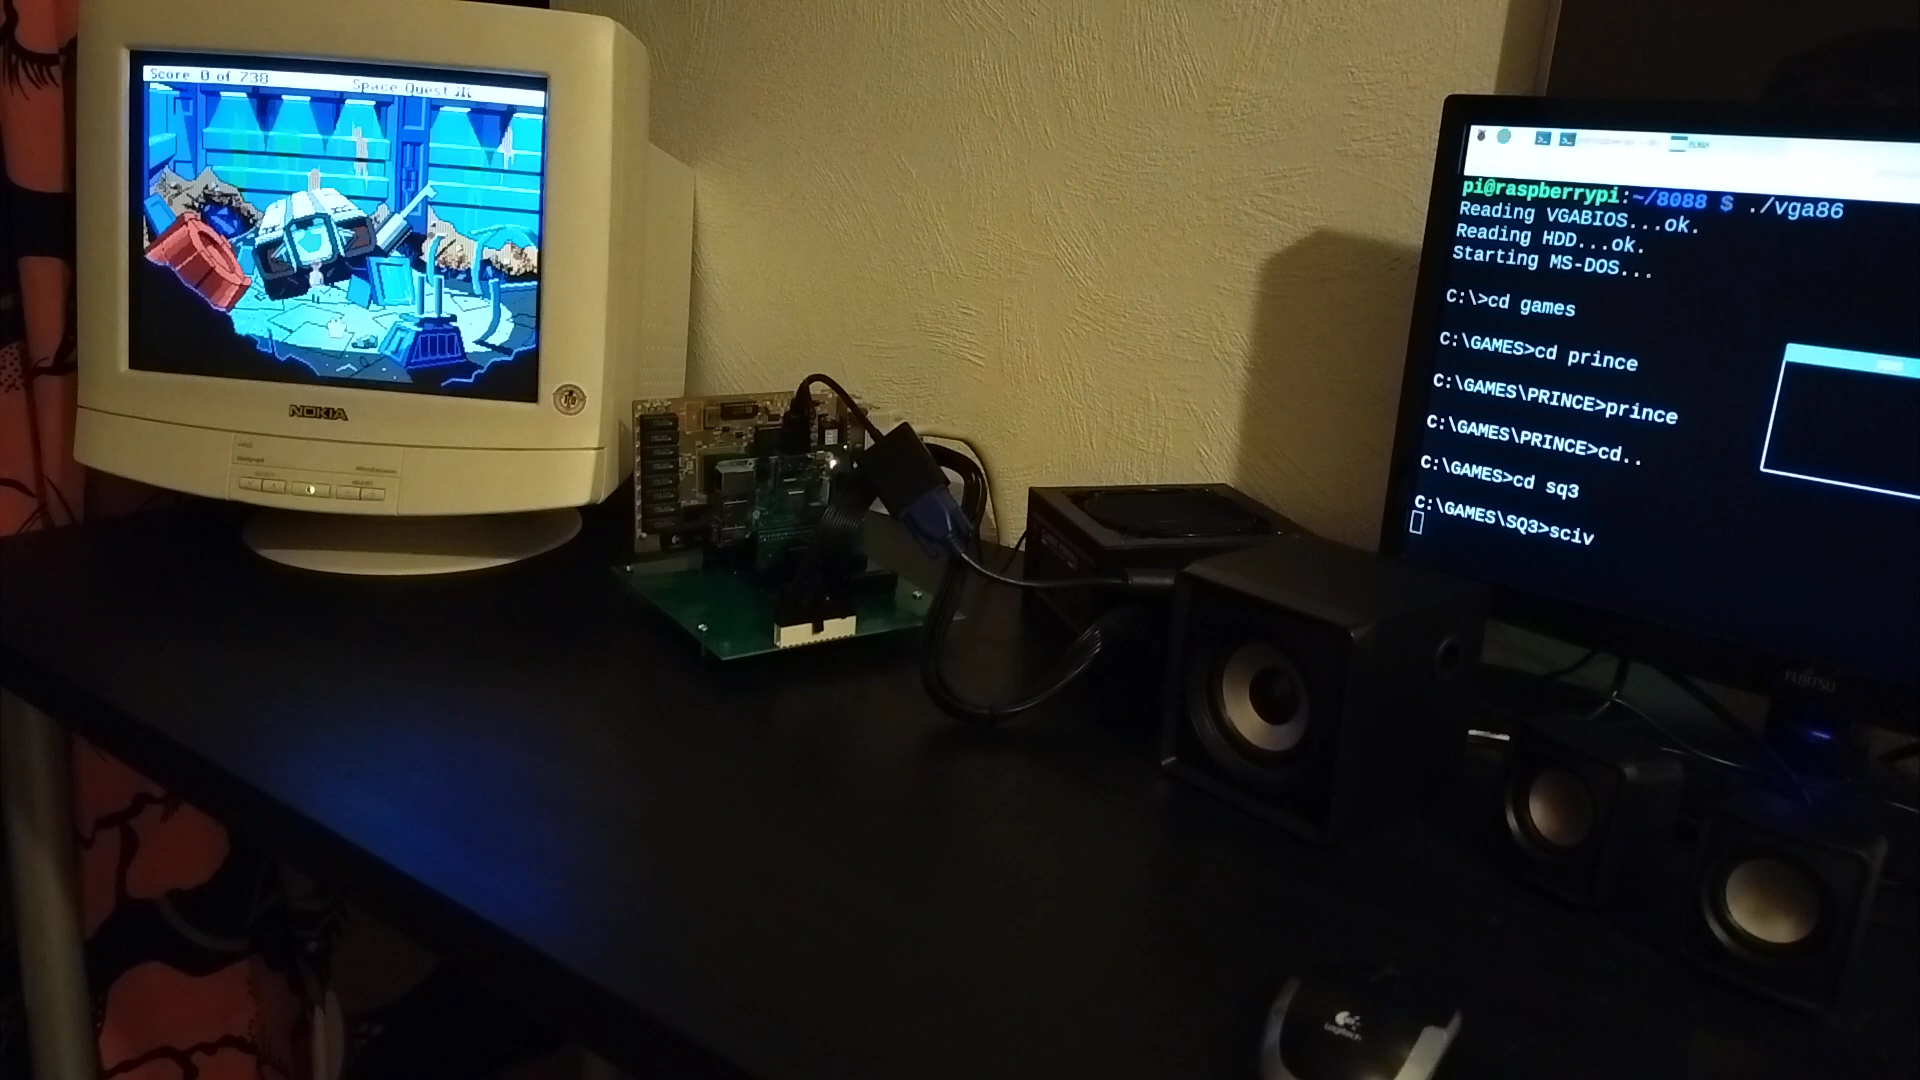 Score 0 of 738
Space Quest III
NOKIA
pi@raspberrypi:~/8088 $ ./vga86
Reading VGABIOS...ok.
Reading HDD...ok.
Starting MS-DOS...
C:\>cd games
C:\GAMES>cd prince
C:\GAMES\PRINCE>prince
C:\GAMES\PRINCE>cd..
C:\GAMES>cd sq3
C:\GAMES\SQ3>sciv
FUJITSU
Logitech